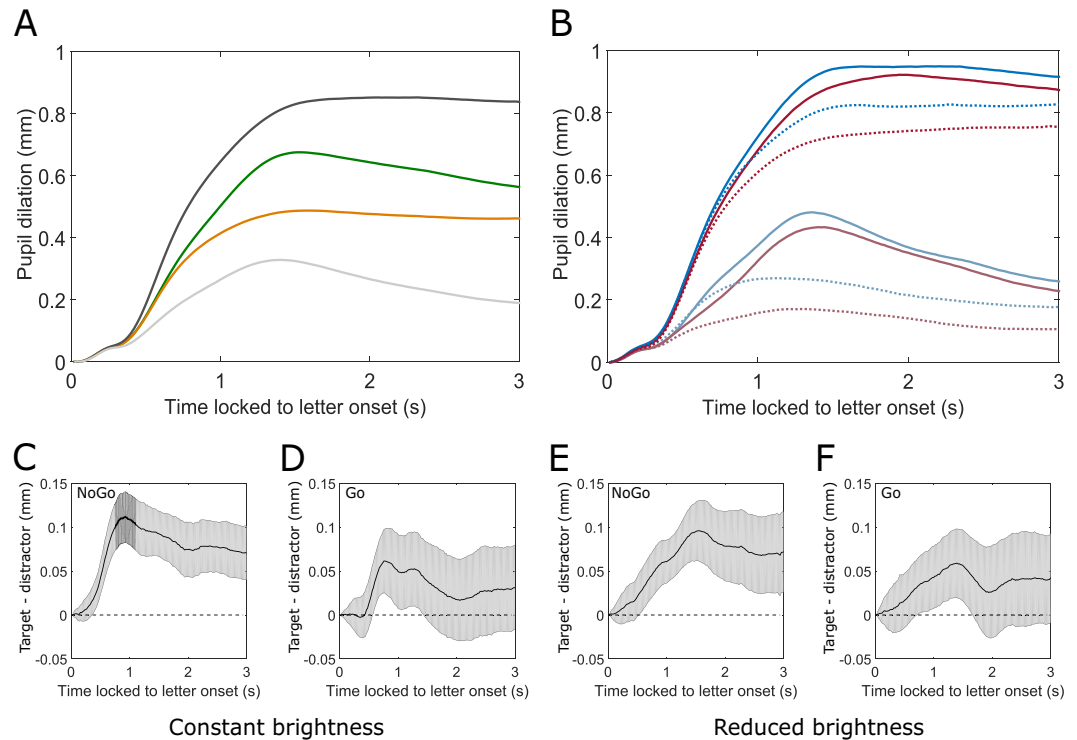 A
B
1
0.8
0.6
0.4
0.2
0
Pupil dilation (mm)
0
1
2
3
Time locked to letter onset (s)
1
0.8
0.6
0.4
0.2
0
Pupil dilation (mm)
0
1
2
3
Time locked to letter onset (s)
C
D
E
F
NoGo
0.15
0.1
0.05
0
-0.05
Target - distractor (mm)
0
1
2
3
Time locked to letter onset (s)
Go
0.15
0.1
0.05
0
-0.05
Target - distractor (mm)
0
1
2
3
Time locked to letter onset (s)
NoGo
0.15
0.1
0.05
0
-0.05
Target - distractor (mm)
0
1
2
3
Time locked to letter onset (s)
Go
0.15
0.1
0.05
0
-0.05
Target - distractor (mm)
0
1
2
3
Time locked to letter onset (s)
Constant brightness
Reduced brightness